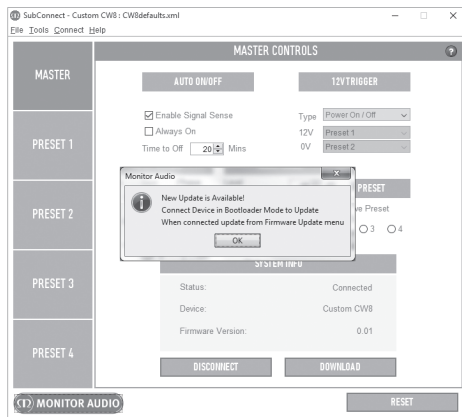 SubConnect - Custom CW8 : CW8defaults.xml
File Tools Connect Help
MASTER CONTROLS
?
MASTER
PRESET 1
PRESET 2
PRESET 3
PRESET 4
AUTO ON/OFF
12V TRIGGER
Enable Signal Sense
Always On
Time to Off 20 Mins
Type Power On / Off
12V Preset 1
0V Preset 2
Monitor Audio
x
New Update is Available!
Connect Device in Bootloader Mode to Update
When connected update from Firmware Update menu
OK
PRESET
ve Preset
3 4
SYSTEM INFO
Status: Connected
Device: Custom CW8
Firmware Version: 0.01
DISCONNECT
DOWNLOAD
MONITOR AUDIO
RESET